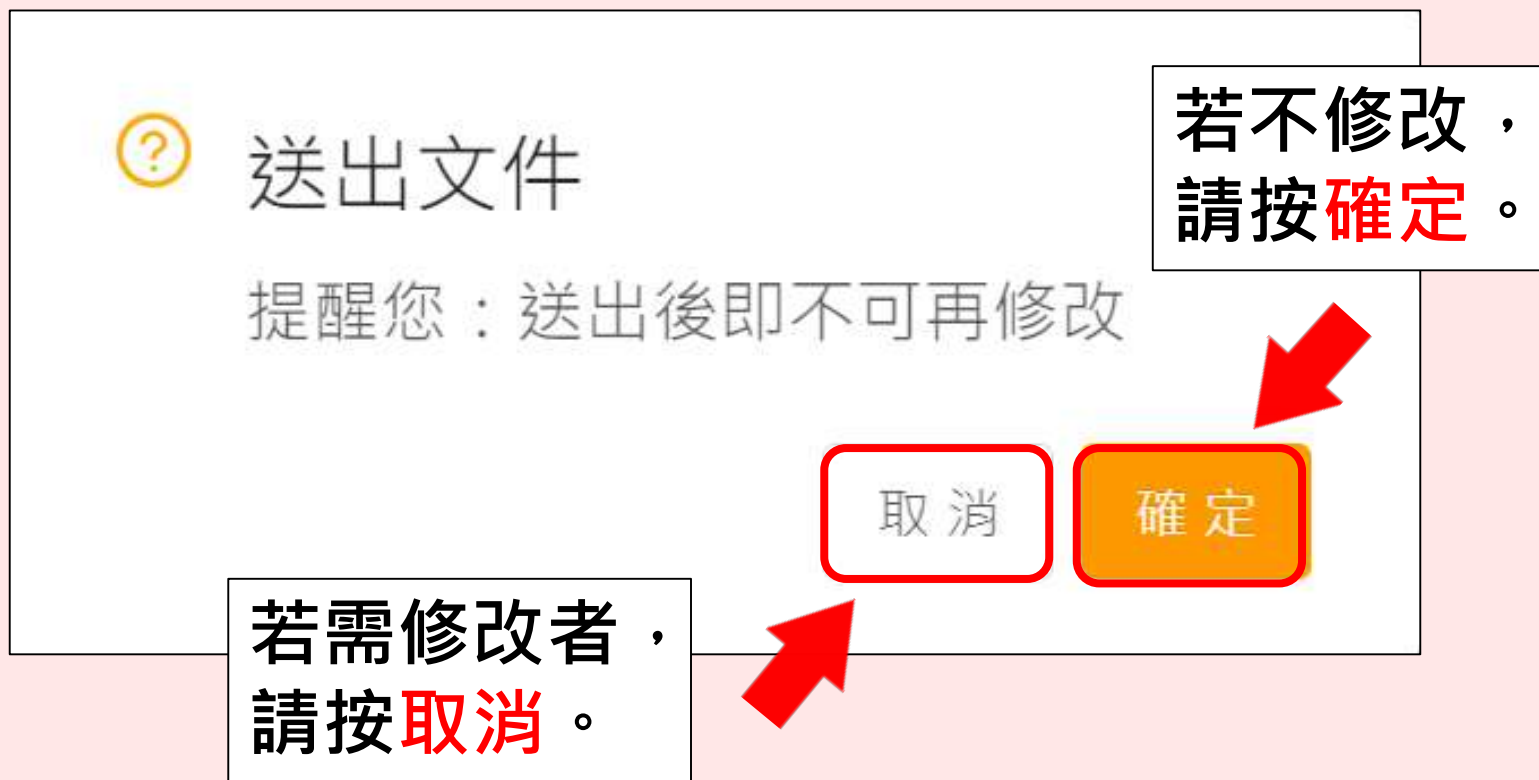 送出文件
提醒您：送出後即不可再修改
若不修改，
請按確定。
取消
確定
若需修改者，
請按取消。